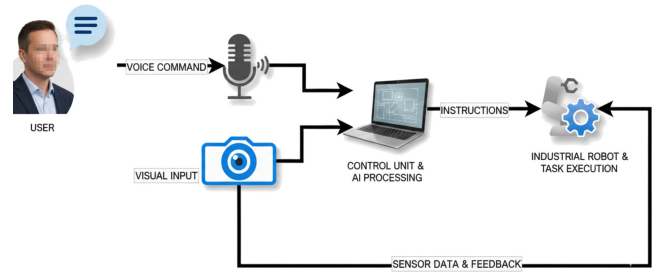 VOICE COMMAND
USER
VISUAL INPUT
CONTROL UNIT &
AI PROCESSING
INSTRUCTIONS
INDUSTRIAL ROBOT &
TASK EXECUTION
SENSOR DATA & FEEDBACK